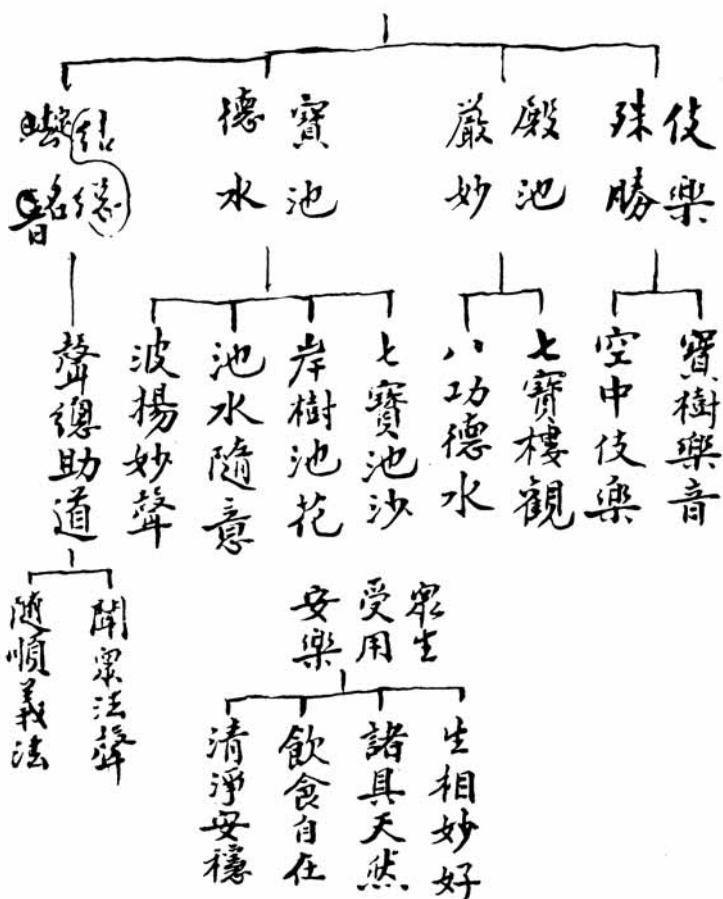 伎樂
殊勝
殿池
嚴妙
寶池
德水
結總
名
音
寶樹樂音
空中伎樂
七寶樓觀
八功德水
七寶池沙
岸樹池花
池水隨意
波揚妙聲
聲總助道
聞眾法聲
隨順義法
眾生
受用
安樂
生相妙好
諸具天然
飲食自在
清淨安穩